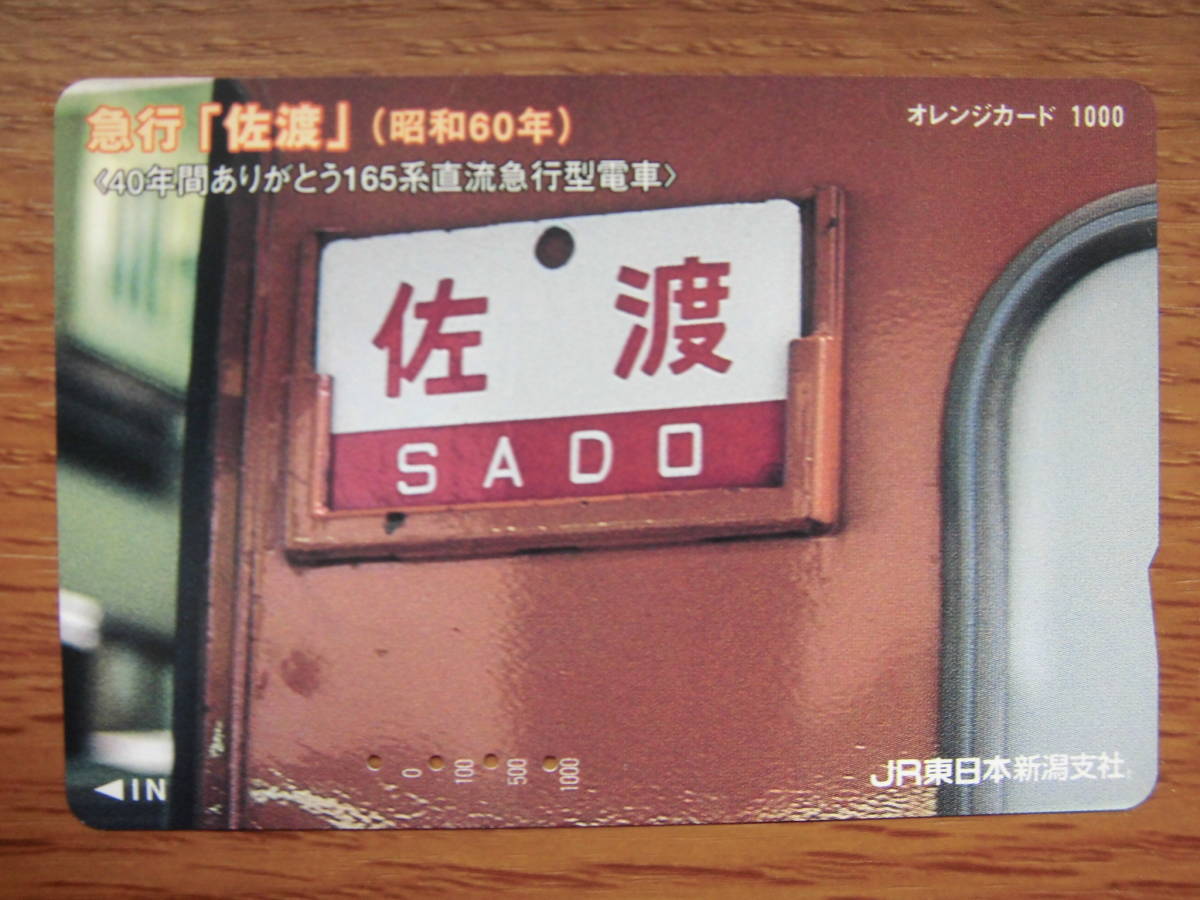 急行「佐渡」(昭和60年)
オレンジカード 1000
〈40年間ありがとう165系直流急行型電車〉
佐渡
SADO
0 100 500 1000
◀IN
JR東日本新潟支社